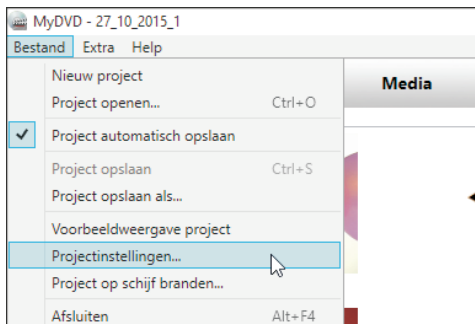 MyDVD - 27_10_2015_1
Bestand Extra Help
Nieuw project
Project openen... Ctrl+O
Project automatisch opslaan
Project opslaan Ctrl+S
Project opslaan als...
Voorbeeldweergave project
Projectinstellingen...
Project op schijf branden...
Afsluiten Alt+F4
Media